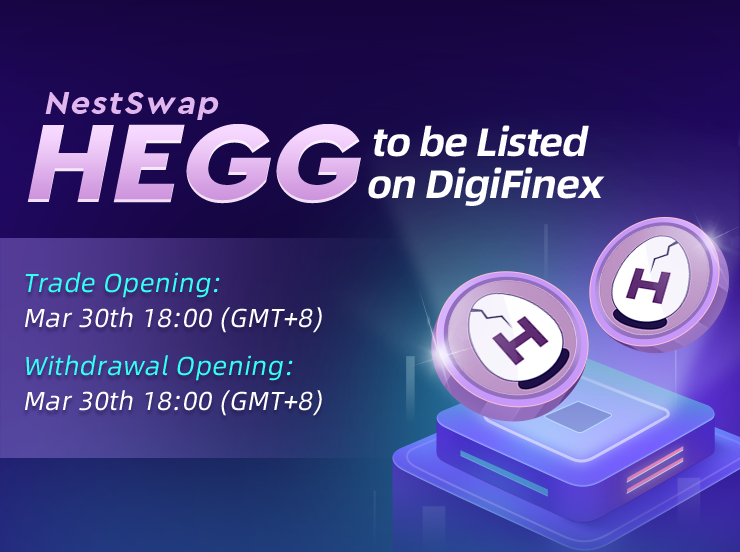 NestSwap
HEGG to be Listed
on DigiFinex
Trade Opening:
Mar 30th 18:00 (GMT+8)
Withdrawal Opening:
Mar 30th 18:00 (GMT+8)
H
H